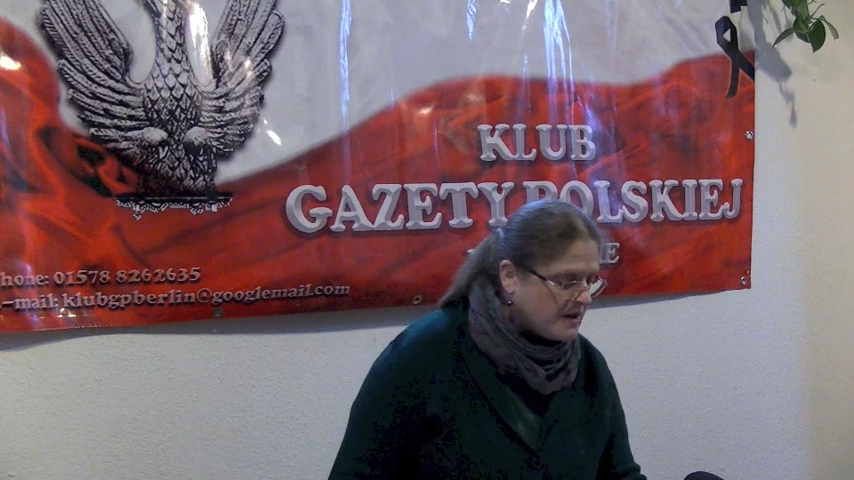 KLUB
GAZETY POLSKIEJ
hone: 01578 8262635
-mail: klubgpberlin@googlemail.com